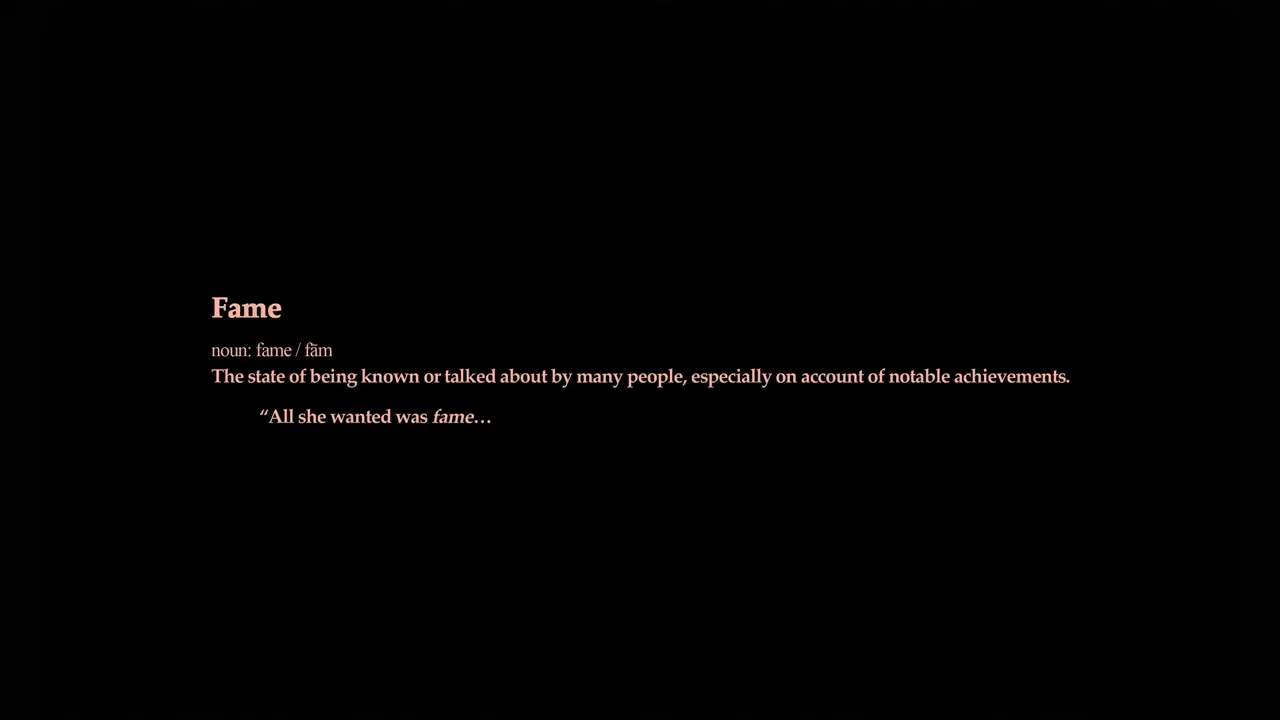 Fame
noun: fame / fām
The state of being known or talked about by many people, especially on account of notable achievements.
“All she wanted was fame…